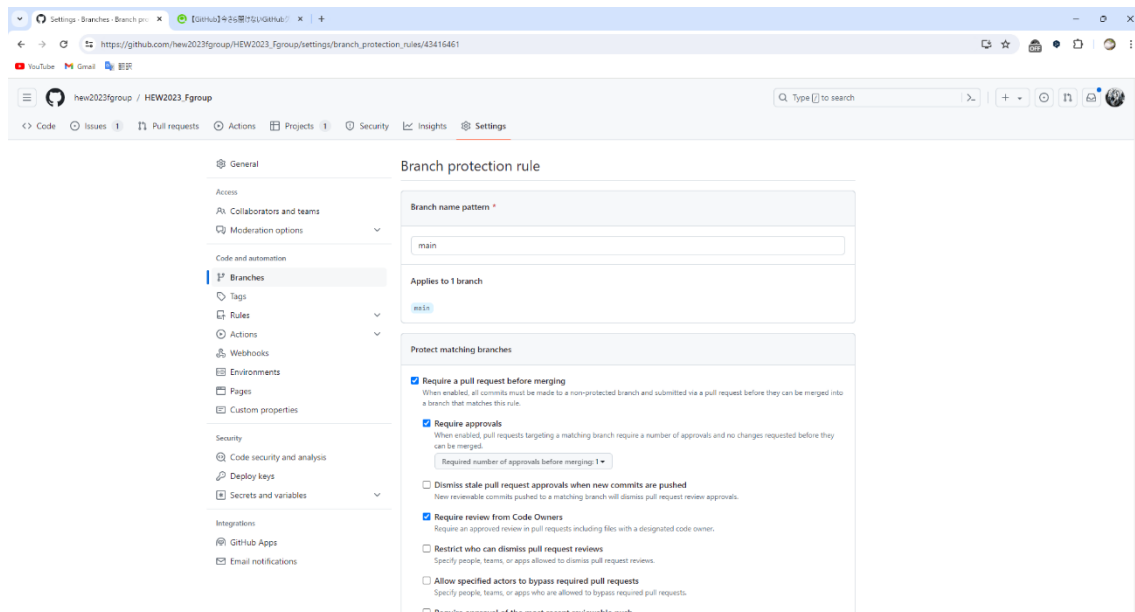 Settings · Branches · Branch pro
【GitHub】今さら聞けないGitHub
https://github.com/hew2023fgroup/HEW2023_Fgroup/settings/branch_protection_rules/43416461
OFF
YouTube Gmail 翻訳
hew2023fgroup / HEW2023_Fgroup
Type / to search
Code Issues 1 Pull requests Actions Projects 1 Security Insights Settings
General
Access
Collaborators and teams
Moderation options
Code and automation
Branches
Tags
Rules
Actions
Webhooks
Environments
Pages
Custom properties
Security
Code security and analysis
Deploy keys
Secrets and variables
Integrations
GitHub Apps
Email notifications
Branch protection rule
Branch name pattern *
main
Applies to 1 branch
main
Protect matching branches
Require a pull request before merging
When enabled, all commits must be made to a non-protected branch and submitted via a pull request before they can be merged into
a branch that matches this rule.
Require approvals
When enabled, pull requests targeting a matching branch require a number of approvals and no changes requested before they
can be merged.
Required number of approvals before merging: 1
Dismiss stale pull request approvals when new commits are pushed
New reviewable commits pushed to a matching branch will dismiss pull request review approvals.
Require review from Code Owners
Require an approved review in pull requests including files with a designated code owner.
Restrict who can dismiss pull request reviews
Specify people, teams, or apps allowed to dismiss pull request reviews.
Allow specified actors to bypass required pull requests
Specify people, teams, or apps who are allowed to bypass required pull requests.
Require approval of the most recent reviewable push